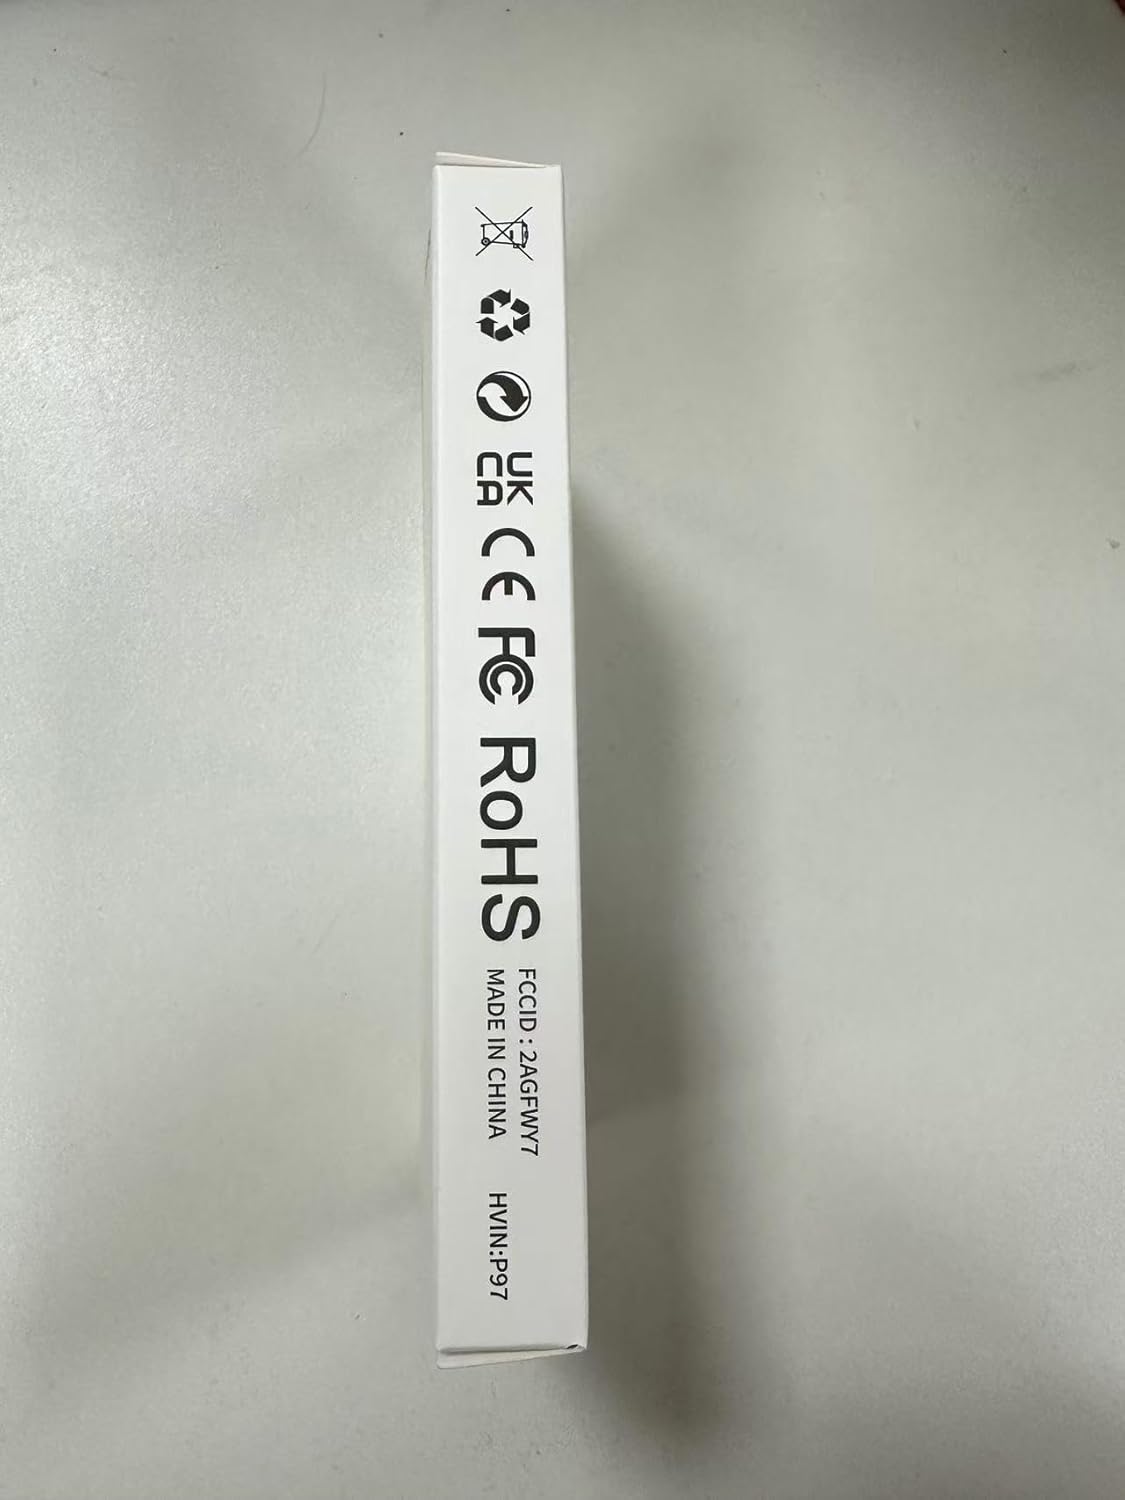 UK
CA
CE
FC
RoHS
FCCID : 2AGFWY7
MADE IN CHINA
HVIN:P97